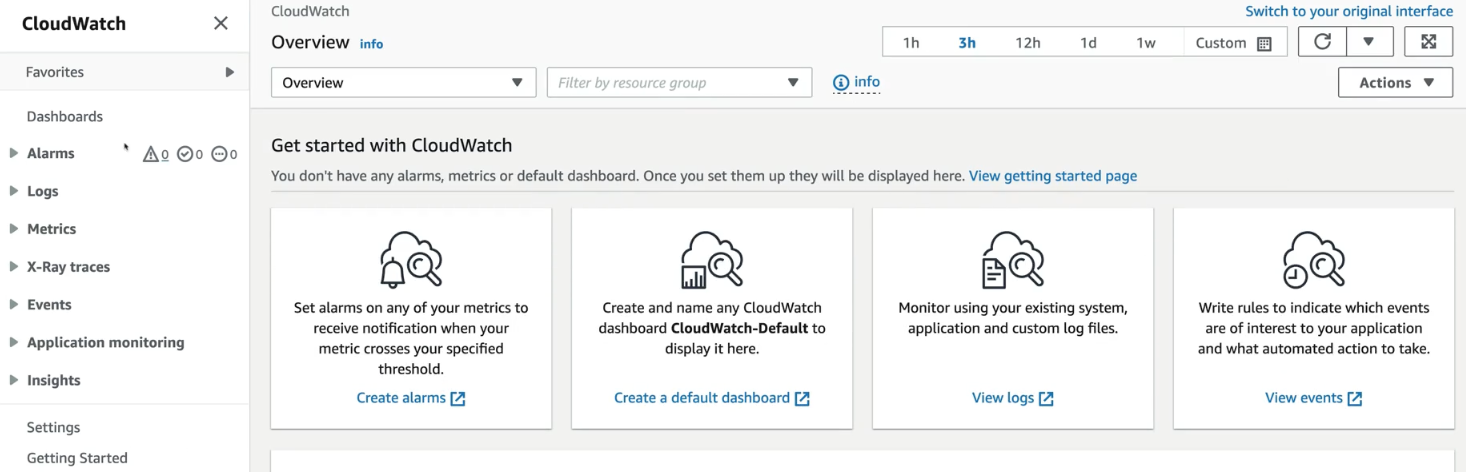 CloudWatch
Favorites
Dashboards
Alarms 0 0 0
Logs
Metrics
X-Ray traces
Events
Application monitoring
Insights
Settings
Getting Started
CloudWatch
Switch to your original interface
Overview info
1h 3h 12h 1d 1w Custom
Overview
Filter by resource group
info
Actions
Get started with CloudWatch
You don't have any alarms, metrics or default dashboard. Once you set them up they will be displayed here. View getting started page
Set alarms on any of your metrics to
receive notification when your
metric crosses your specified
threshold.
Create alarms
Create and name any CloudWatch
dashboard CloudWatch-Default to
display it here.
Create a default dashboard
Monitor using your existing system,
application and custom log files.
View logs
Write rules to indicate which events
are of interest to your application
and what automated action to take.
View events